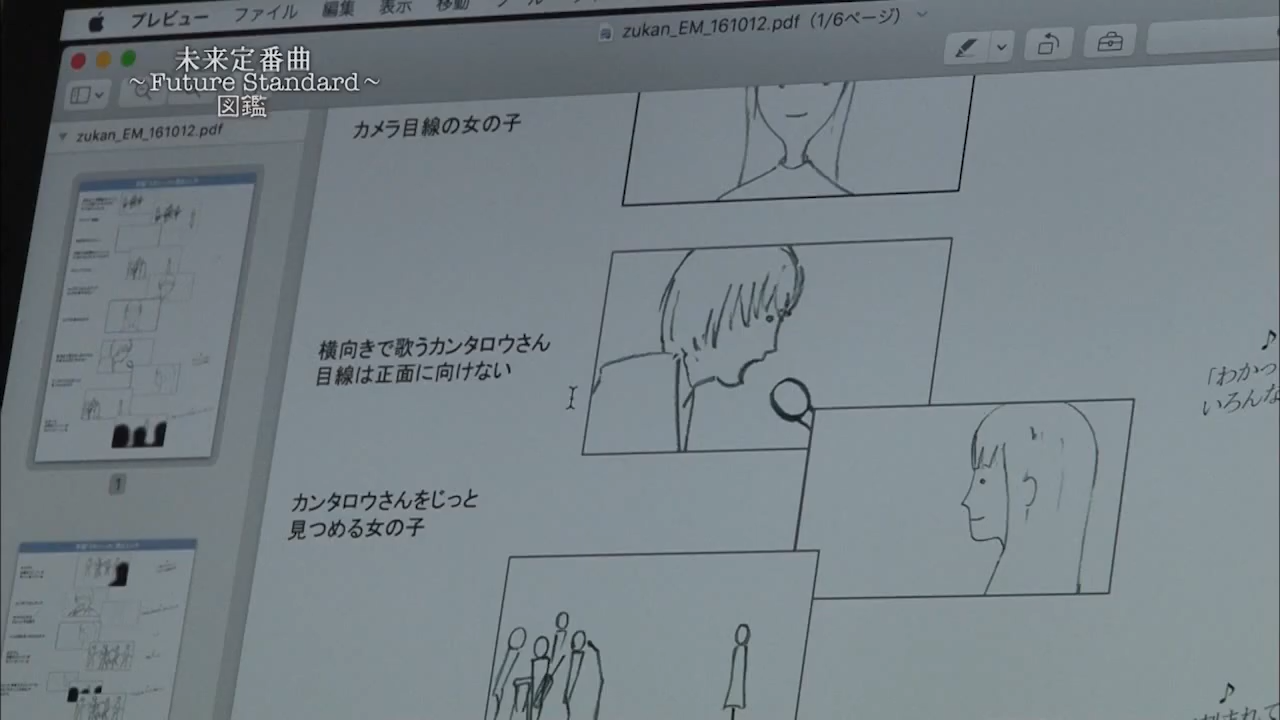 プレビュー ファイル 編集 表示 移動
zukan_EM_161012.pdf（1/6ページ）
未来定番曲
～Future Standard～
図鑑
zukan_EM_161012.pdf
カメラ目線の女の子
横向きで歌うカンタロウさん
目線は正面に向けない
♪
「わかっ
いろんな
1
カンタロウさんをじっと
見つめる女の子
♪